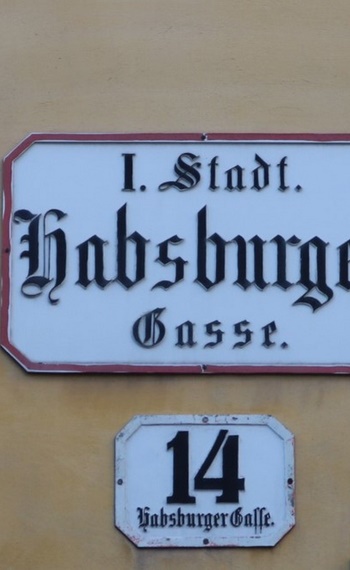 I. Stadt.
Habsburge
Gasse.
14
Habsburger Gasse.